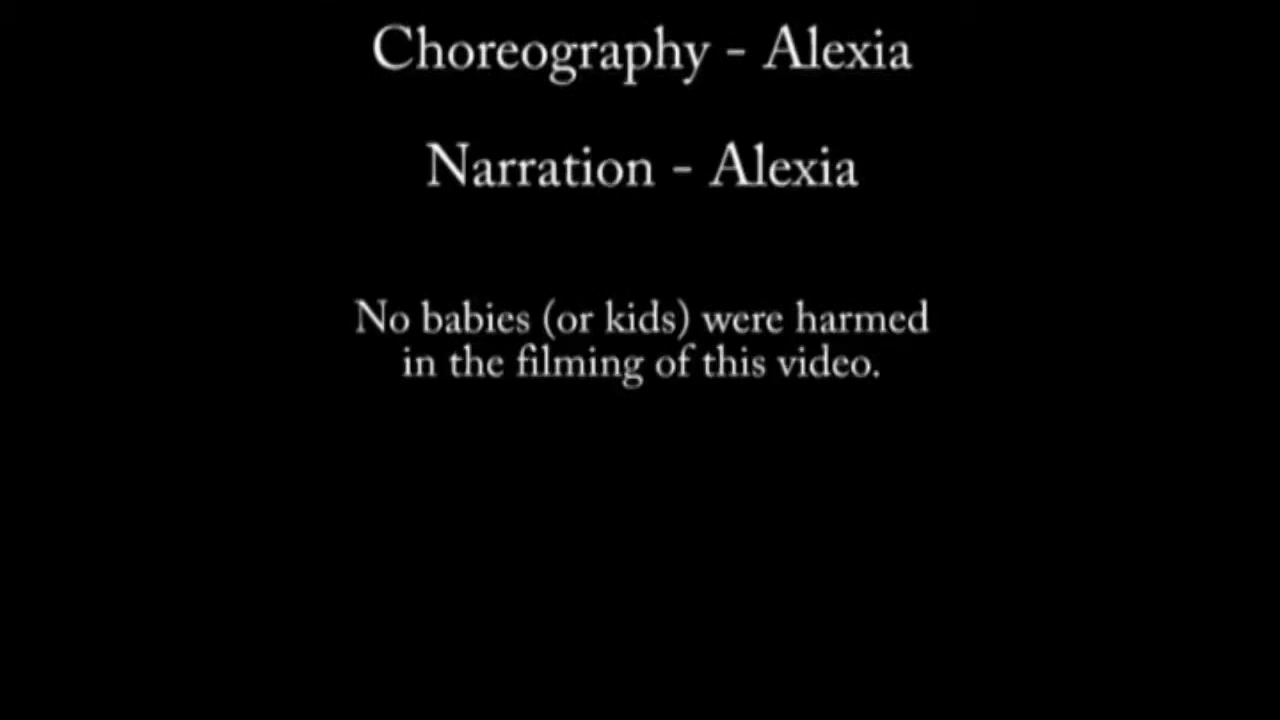 Choreography - Alexia
Narration - Alexia
No babies (or kids) were harmed
in the filming of this video.